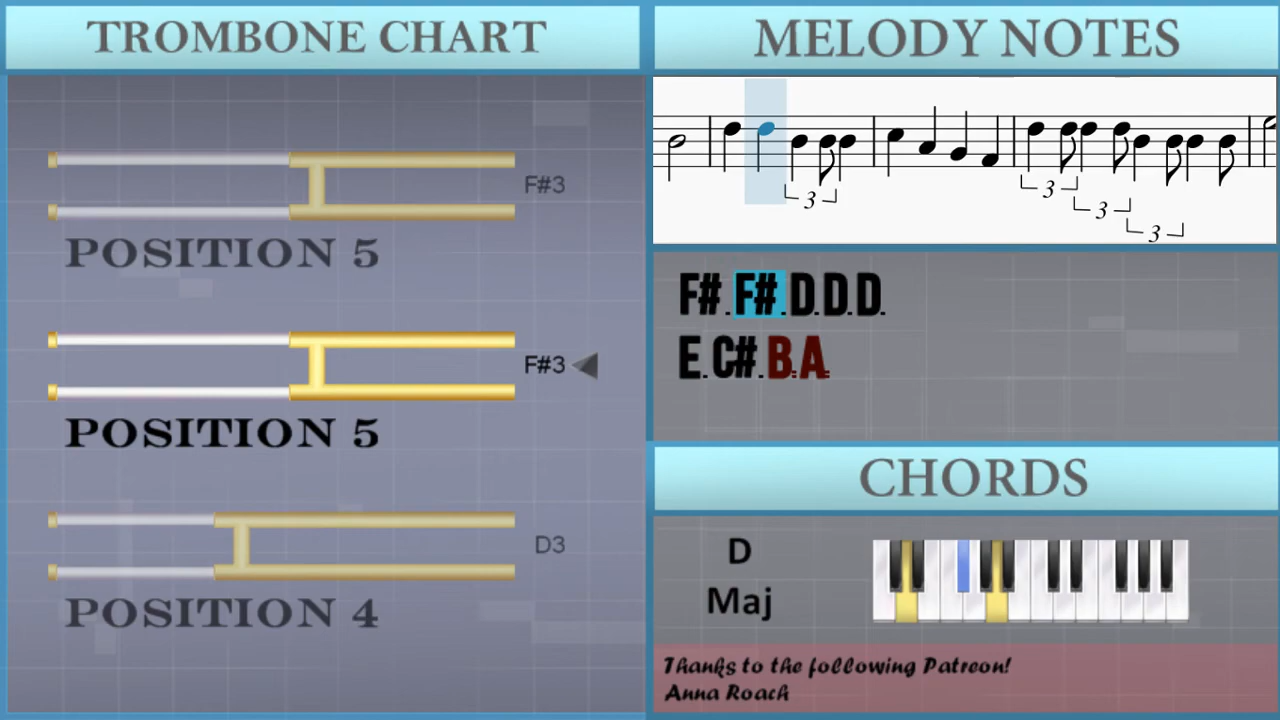 TROMBONE CHART
F#3
POSITION 5
F#3
POSITION 5
D3
POSITION 4
MELODY NOTES
3
3
3
3
F#. F#. D. D. D.
E. C#. B. A.
CHORDS
D
Maj
Thanks to the following Patreon!
Anna Roach